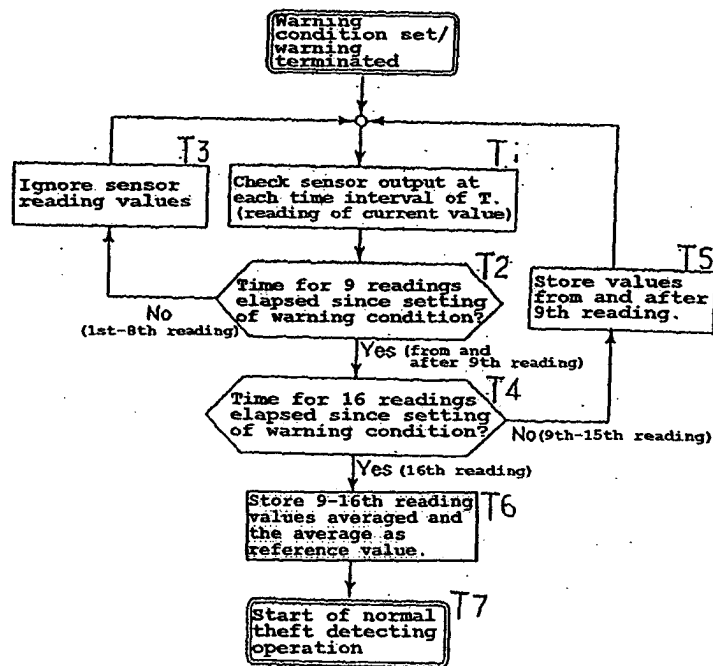 Warning
condition set/
warning
terminated
T3
Ignore sensor
reading values
Ti
Check sensor output at
each time interval of T.
(reading of current value)
T2
Time for 9 readings
elapsed since setting
of warning condition?
No
(1st-8th reading)
T5
Store values
from and after
9th reading.
Yes (from and
after 9th reading)
T4
Time for 16 readings
elapsed since setting
of warning condition?
No (9th-15th reading)
Yes (16th reading)
T6
Store 9-16th reading
values averaged and
the average as
reference value.
T7
Start of normal
theft detecting
operation